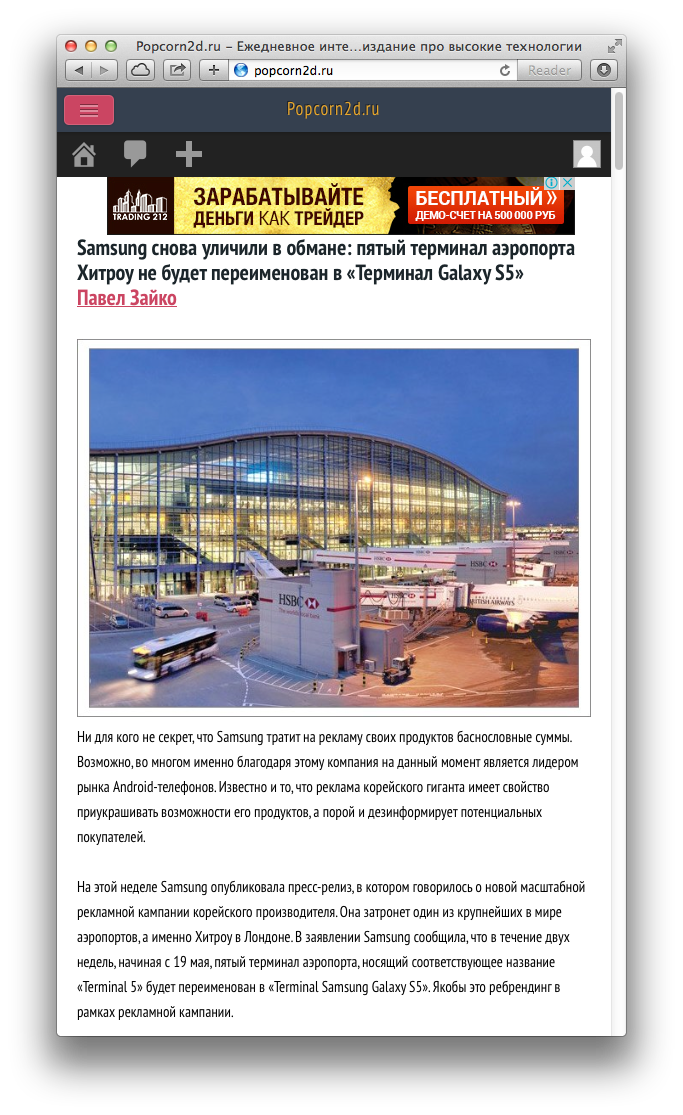 Popcorn2d.ru – Ежедневное инте...издание про высокие технологии
popcorn2d.ru
Reader
Popcorn2d.ru
TRADING 212
ЗАРАБАТЫВАЙТЕ
ДЕНЬГИ КАК ТРЕЙДЕР
БЕСПЛАТНЫЙ »
ДЕМО-СЧЕТ НА 500 000 РУБ
Samsung снова уличили в обмане: пятый терминал аэропорта
Хитроу не будет переименован в «Терминал Galaxy S5»
Павел Зайко
HSBC
HSBC
BRITISH AIRWAYS
Ни для кого не секрет, что Samsung тратит на рекламу своих продуктов баснословные суммы.
Возможно, во многом именно благодаря этому компания на данный момент является лидером
рынка Android-телефонов. Известно и то, что реклама корейского гиганта имеет свойство
приукрашивать возможности его продуктов, а порой и дезинформирует потенциальных
покупателей.
На этой неделе Samsung опубликовала пресс-релиз, в котором говорилось о новой масштабной
рекламной кампании корейского производителя. Она затронет один из крупнейших в мире
аэропортов, а именно Хитроу в Лондоне. В заявлении Samsung сообщила, что в течение двух
недель, начиная с 19 мая, пятый терминал аэропорта, носящий соответствующее название
«Terminal 5» будет переименован в «Terminal Samsung Galaxy S5». Якобы это ребрендинг в
рамках рекламной кампании.